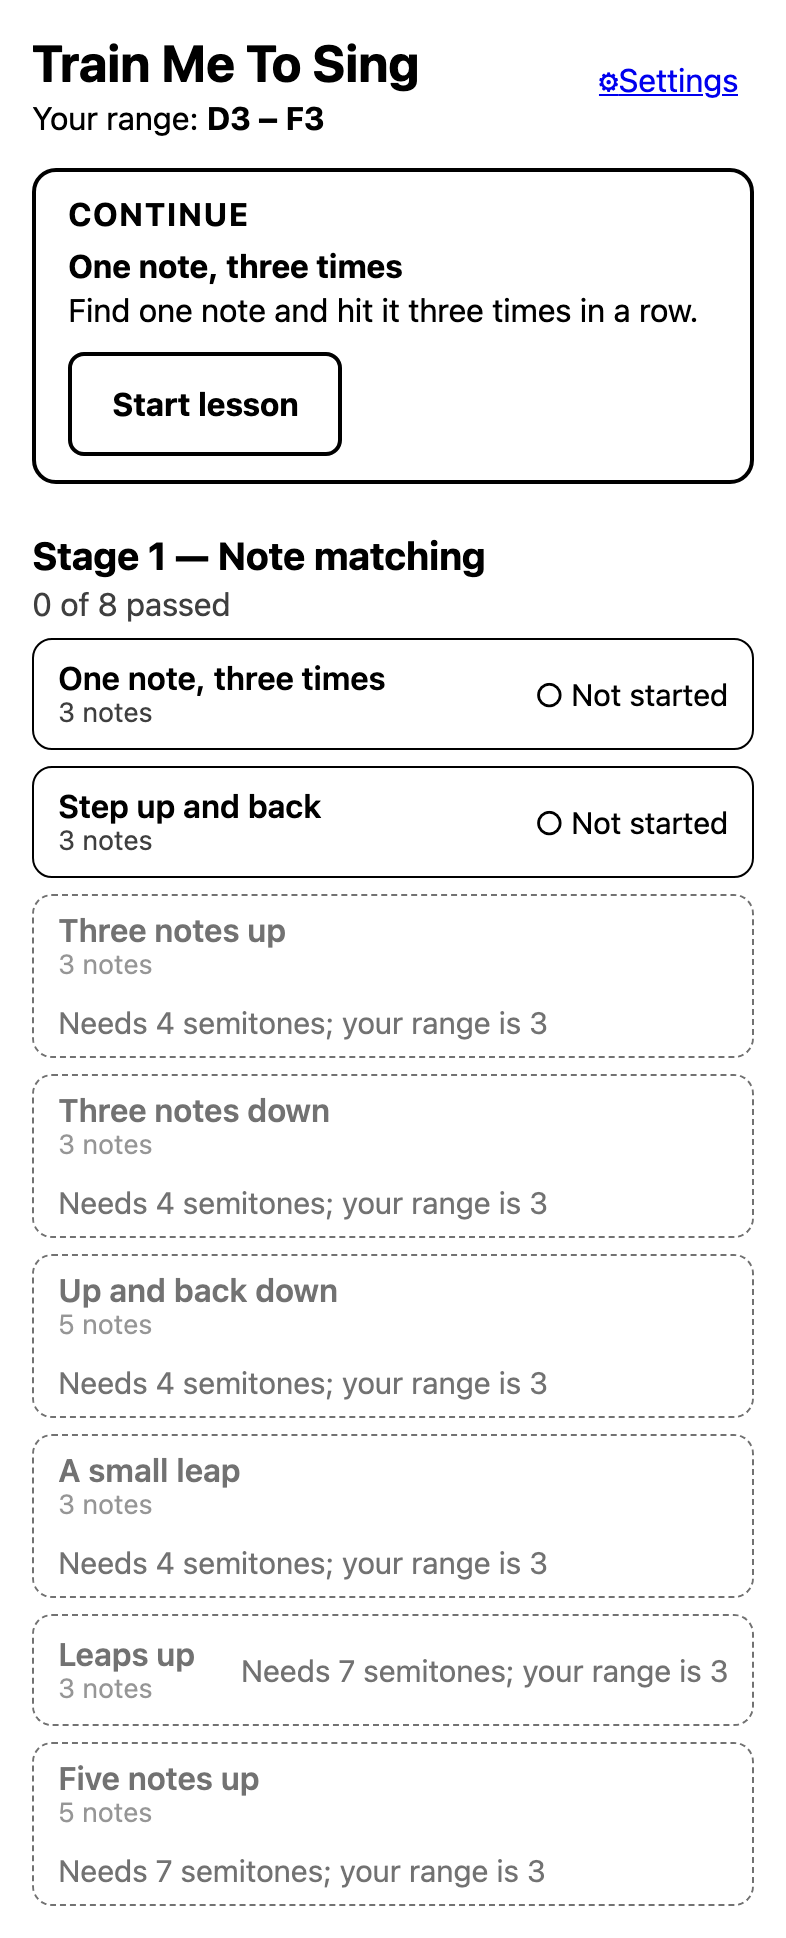 Train Me To Sing
⚙Settings
Your range: D3 – F3
CONTINUE
One note, three times
Find one note and hit it three times in a row.
Start lesson
Stage 1 — Note matching
0 of 8 passed
One note, three times
3 notes
Not started
Step up and back
3 notes
Not started
Three notes up
3 notes
Needs 4 semitones; your range is 3
Three notes down
3 notes
Needs 4 semitones; your range is 3
Up and back down
5 notes
Needs 4 semitones; your range is 3
A small leap
3 notes
Needs 4 semitones; your range is 3
Leaps up
3 notes
Needs 7 semitones; your range is 3
Five notes up
5 notes
Needs 7 semitones; your range is 3